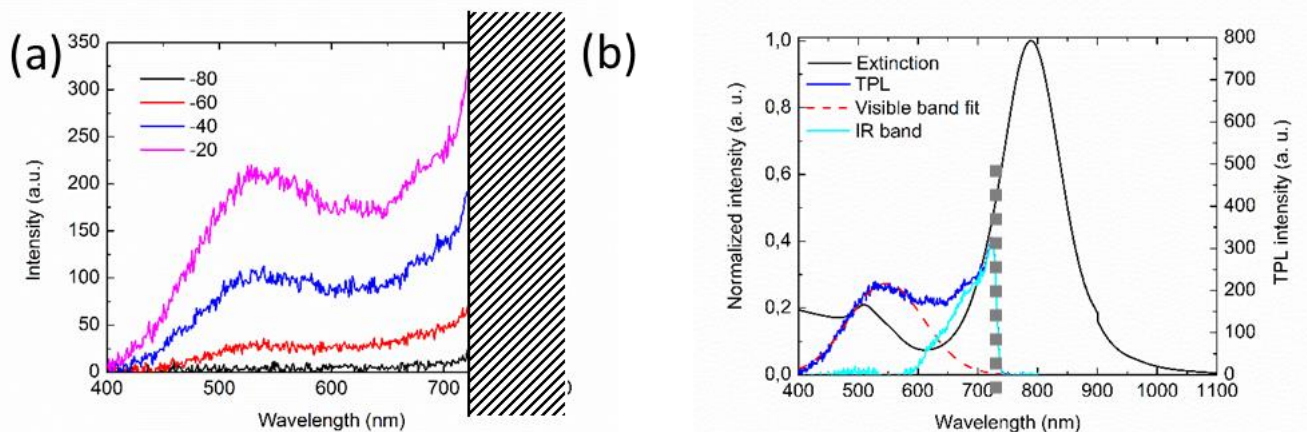 (a)
Intensity (a.u.)
350
300
250
200
150
100
50
0
-80
-60
-40
-20
400
500
600
700
Wavelength (nm)
(b)
Normalized intensity (a. u.)
1,0
0,8
0,6
0,4
0,2
0,0
Extinction
TPL
Visible band fit
IR band
400 500 600 700 800 900 1000 1100
Wavelength (nm)
800
700
600
500
400
300
200
100
0
TPL intensity (a. u.)